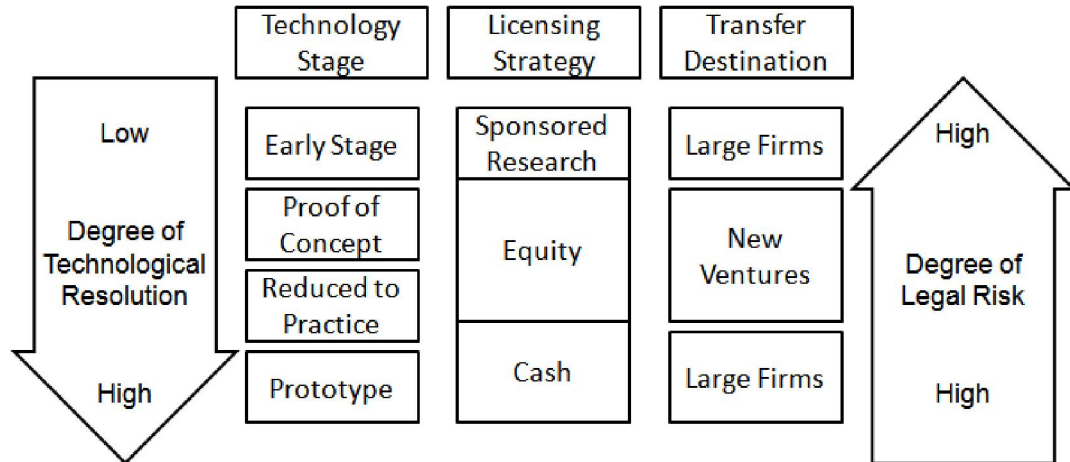 Technology
Stage
Licensing
Strategy
Transfer
Destination
Low
Degree of
Technological
Resolution
High
Early Stage
Proof of
Concept
Reduced to
Practice
Prototype
Sponsored
Research
Equity
Cash
Large Firms
New
Ventures
Large Firms
High
Degree of
Legal Risk
High